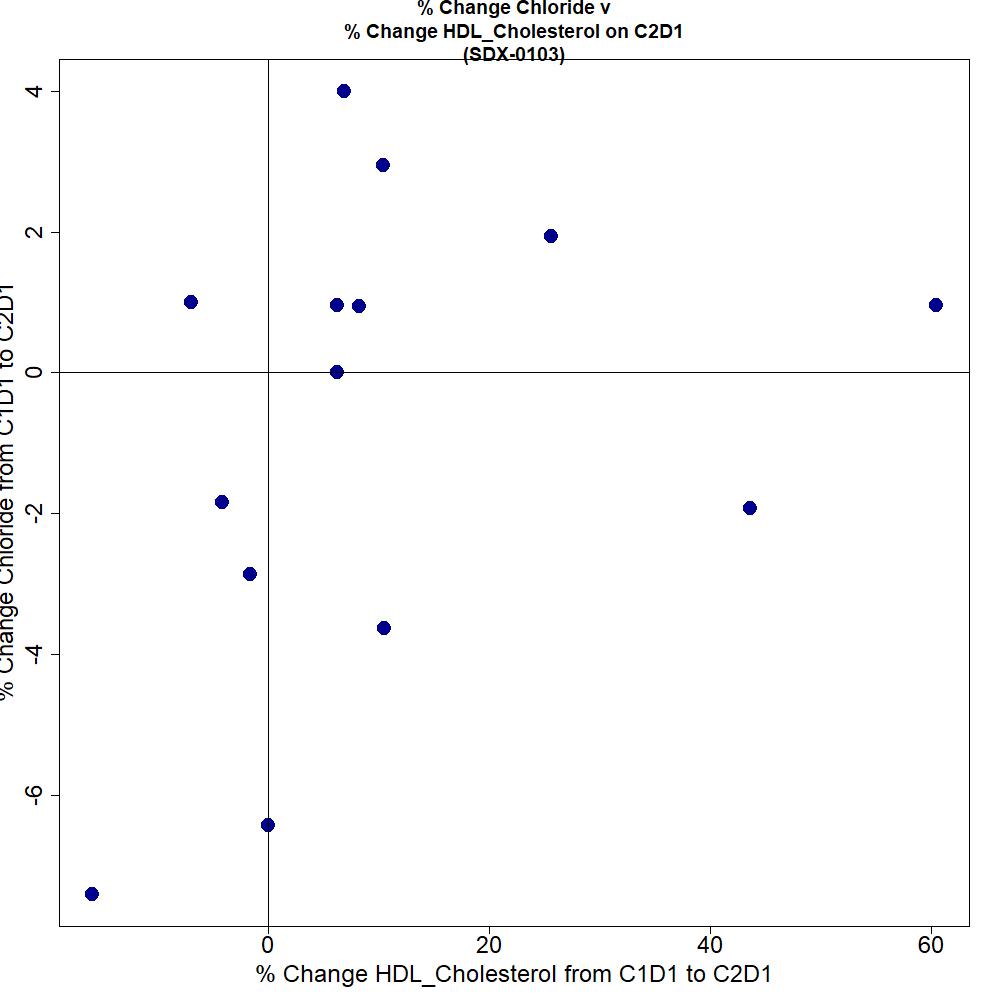 % Change Chloride v
% Change HDL_Cholesterol on C2D1
(SDX-0103)
% Change Chloride from C1D1 to C2D1
4
2
0
-2
-4
-6
0
20
40
60
% Change HDL_Cholesterol from C1D1 to C2D1